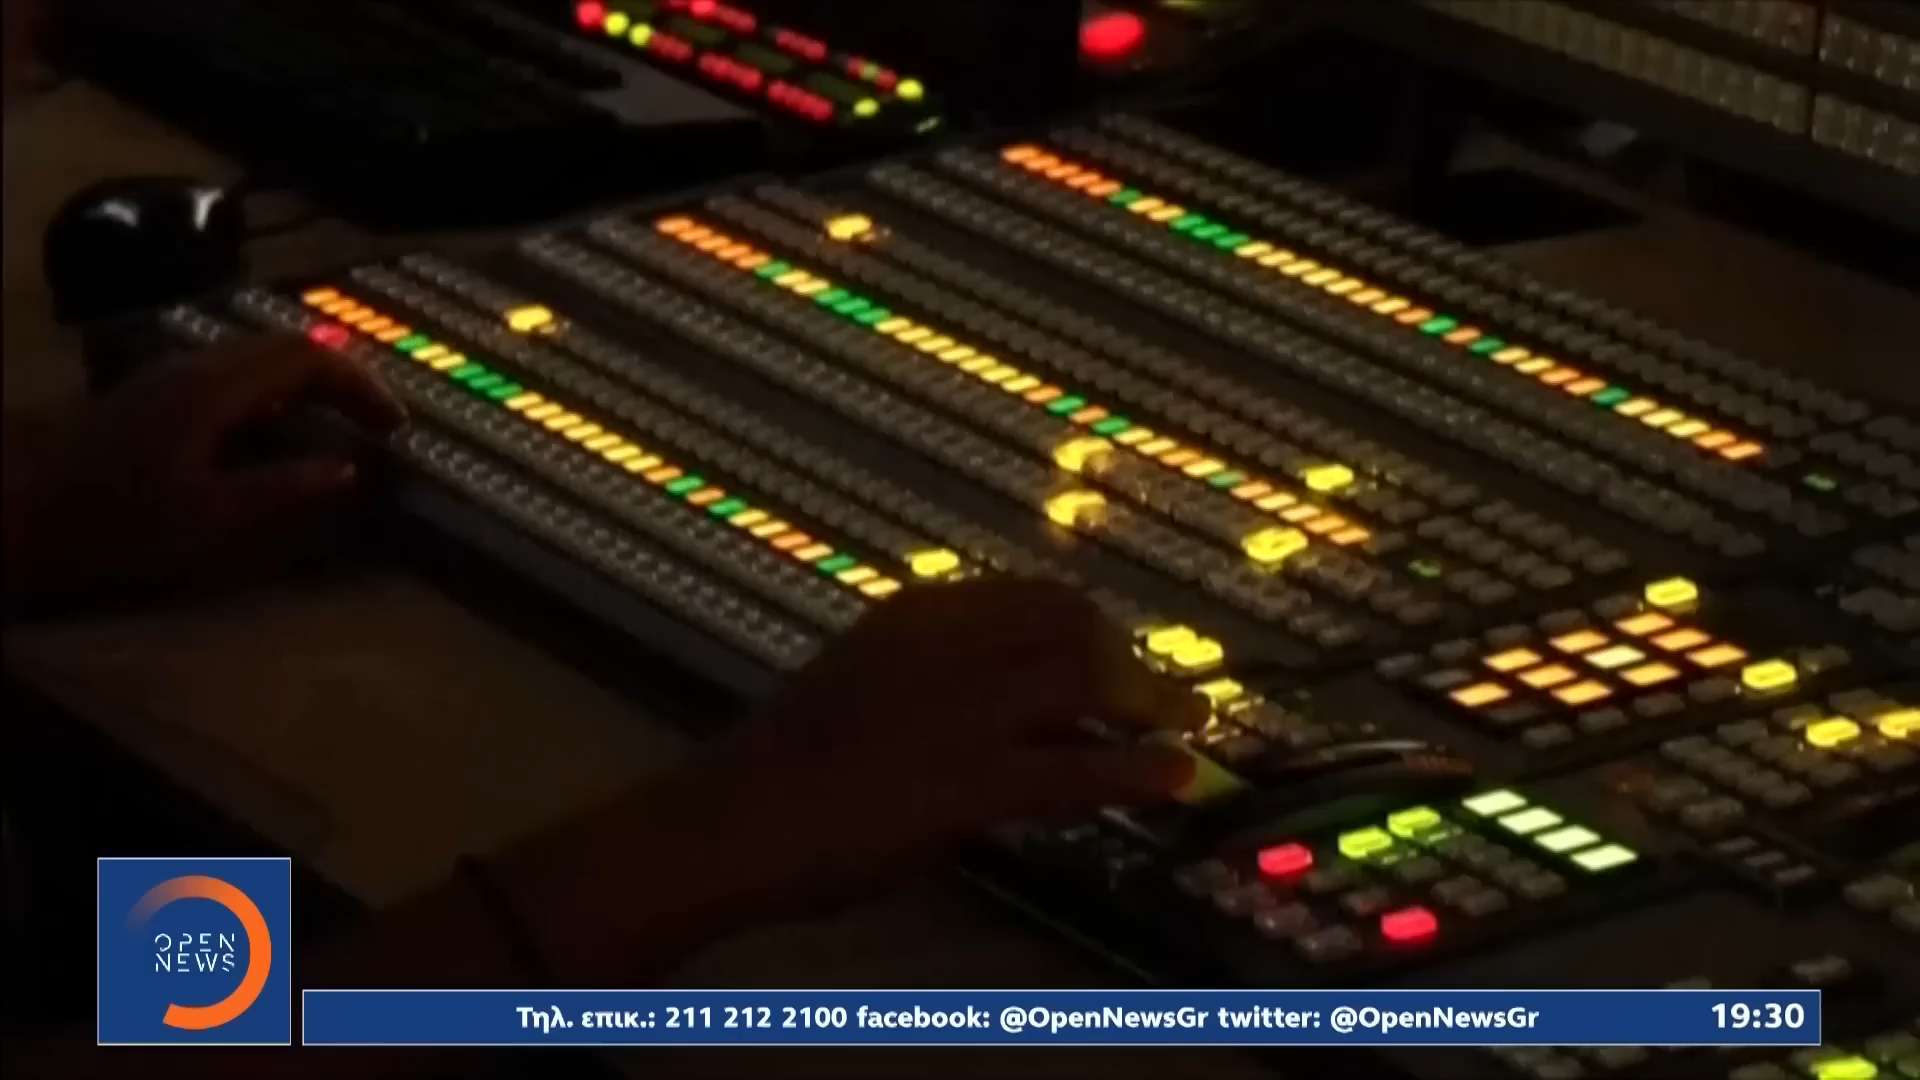 OPEN
NEWS
Τηλ. επικ.: 211 212 2100 facebook: @OpenNewsGr twitter: @OpenNewsGr
19:30